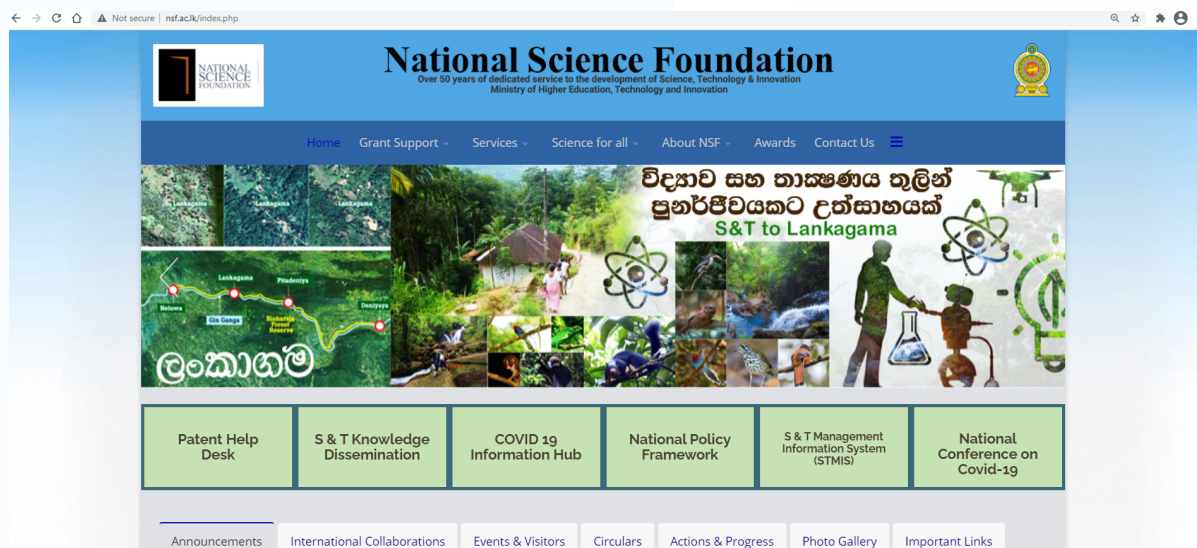 Not secure | nsf.ac.lk/index.php
NATIONAL
SCIENCE
FOUNDATION
National Science Foundation
Over 50 years of dedicated service to the development of Science, Technology & Innovation
Ministry of Higher Education, Technology and Innovation
Home Grant Support Services Science for all About NSF Awards Contact Us
විද්‍යාව සහ තාක්ෂණය තුලින්
පුනර්ජීවයකට උත්සාහයක්
S&T to Lankagama
Lankagama Lankagama Lankagama
Lankagama
Pitadeniya
Neluwa
Deniyaya
Gin Ganga
Sinharaja
Forest
Reserve
ලංකාගම
Patent Help
Desk
S & T Knowledge
Dissemination
COVID 19
Information Hub
National Policy
Framework
S & T Management
Information System
(STMIS)
National
Conference on
Covid-19
Announcements International Collaborations Events & Visitors Circulars Actions & Progress Photo Gallery Important Links